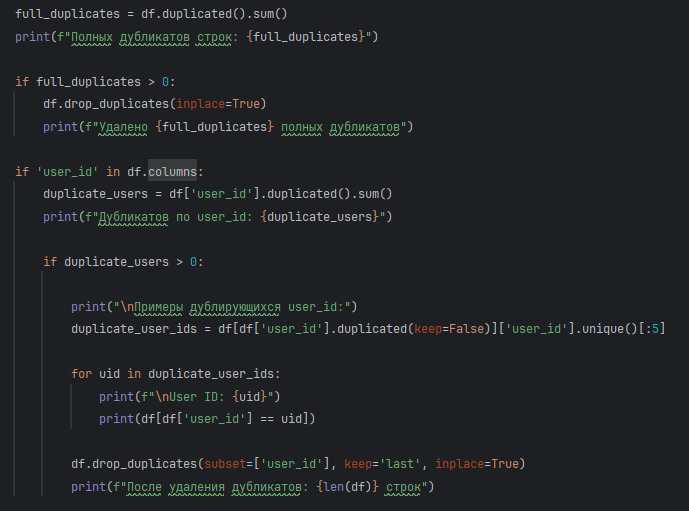 full_duplicates = df.duplicated().sum()
print(f"Полных дубликатов строк: {full_duplicates}")
if full_duplicates > 0:
df.drop_duplicates(inplace=True)
print(f"Удалено {full_duplicates} полных дубликатов")
if 'user_id' in df.columns:
duplicate_users = df['user_id'].duplicated().sum()
print(f"Дубликатов по user_id: {duplicate_users}")
if duplicate_users > 0:
print("\nПримеры дублирующихся user_id:")
duplicate_user_ids = df[df['user_id'].duplicated(keep=False)]['user_id'].unique()[:5]
for uid in duplicate_user_ids:
print(f"\nUser ID: {uid}")
print(df[df['user_id'] == uid])
df.drop_duplicates(subset=['user_id'], keep='last', inplace=True)
print(f"После удаления дубликатов: {len(df)} строк")